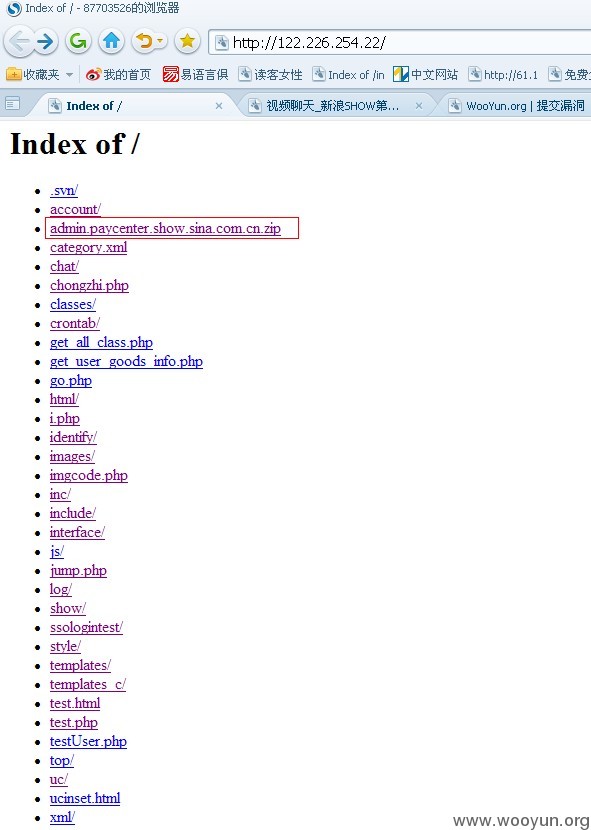 Index of / - 87703526的浏览器
http://122.226.254.22/
收藏夹 我的首页 易语言俱 读客女性 Index of /in 中文网站 http://61.1 免费
Index of / 视频聊天_新浪SHOW第... WooYun.org | 提交漏洞
Index of /
.svn/
account/
admin.paycenter.show.sina.com.cn.zip
category.xml
chat/
chongzhi.php
classes/
crontab/
get_all_class.php
get_user_goods_info.php
go.php
html/
i.php
identify/
images/
imgcode.php
inc/
include/
interface/
js/
jump.php
log/
show/
ssologintest/
style/
templates/
templates_c/
test.html
test.php
testUser.php
top/
uc/
ucinset.html
xml/
www.wooyun.org